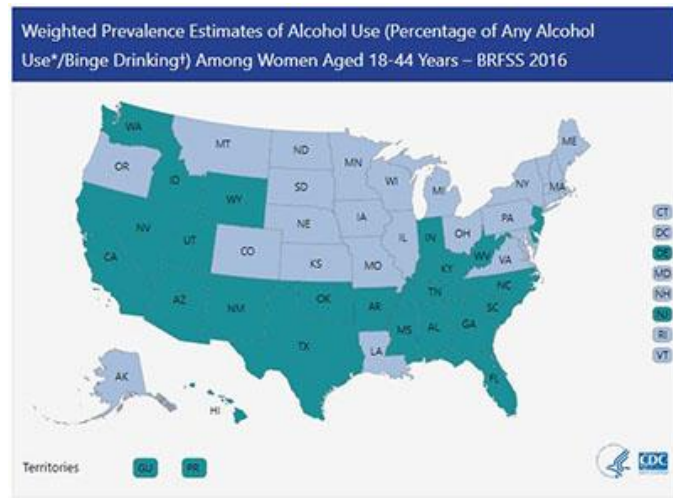 Weighted Prevalence Estimates of Alcohol Use (Percentage of Any Alcohol
Use*/Binge Drinking†) Among Women Aged 18-44 Years – BRFSS 2016
WA
MT
ND
MN
ME
OR
ID
SD
WI
MI
NY
MA
WY
NE
IA
PA
NV
UT
CO
IL
IN
OH
CA
KS
MO
KY
WV
VA
AZ
NM
OK
AR
TN
NC
SC
TX
MS
AL
GA
LA
FL
AK
HI
CT
DC
DE
MD
NH
NJ
RI
VT
Territories
GU
PR
CDC